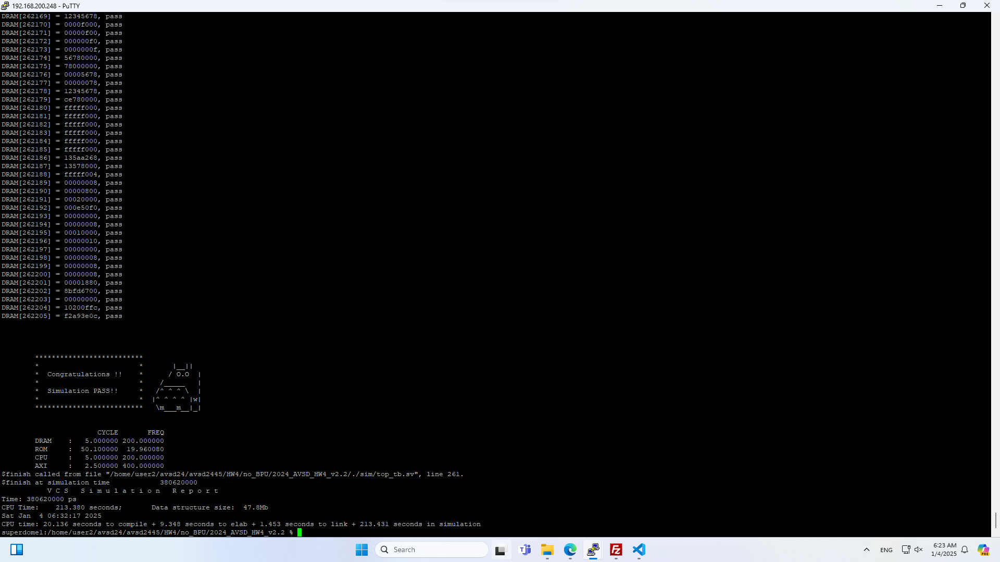 192.168.200.248 - PuTTY
DRAM[262169] = 12345678, pass
DRAM[262170] = 0000f000, pass
DRAM[262171] = 00000f00, pass
DRAM[262172] = 000000f0, pass
DRAM[262173] = 0000000f, pass
DRAM[262174] = 56780000, pass
DRAM[262175] = 78000000, pass
DRAM[262176] = 00005678, pass
DRAM[262177] = 00000078, pass
DRAM[262178] = 12345678, pass
DRAM[262179] = ce780000, pass
DRAM[262180] = fffff000, pass
DRAM[262181] = fffff000, pass
DRAM[262182] = fffff000, pass
DRAM[262183] = fffff000, pass
DRAM[262184] = fffff000, pass
DRAM[262185] = fffff000, pass
DRAM[262186] = 135aa268, pass
DRAM[262187] = 13578000, pass
DRAM[262188] = fffff004, pass
DRAM[262189] = 00000008, pass
DRAM[262190] = 00000800, pass
DRAM[262191] = 00020000, pass
DRAM[262192] = 000e50f0, pass
DRAM[262193] = 00000000, pass
DRAM[262194] = 00000008, pass
DRAM[262195] = 00010000, pass
DRAM[262196] = 00000010, pass
DRAM[262197] = 00000000, pass
DRAM[262198] = 00000008, pass
DRAM[262199] = 00000008, pass
DRAM[262200] = 00000008, pass
DRAM[262201] = 00001880, pass
DRAM[262202] = 8bfd6700, pass
DRAM[262203] = 00000000, pass
DRAM[262204] = 10200ffc, pass
DRAM[262205] = f2a93e0c, pass
**************************
*                        *       |__||
*  Congratulations !!    *      / O.O  |
*                        *    /_____   |
*  Simulation PASS!!     *   /^ ^ ^ \  |
*                        *  |^ ^ ^ ^ |w|
**************************   \m___m__|_|
CYCLE FREQ
DRAM : 5.000000 200.000000
ROM : 50.100000 19.960080
CPU : 5.000000 200.000000
AXI : 2.500000 400.000000
$finish called from file "/home/user2/avsd24/avsd2445/HW4/no_BPU/2024_AVSD_HW4_v2.2/./sim/top_tb.sv", line 261.
$finish at simulation time 380620000
V C S   S i m u l a t i o n   R e p o r t
Time: 380620000 ps
CPU Time: 213.380 seconds; Data structure size: 47.8Mb
Sat Jan 4 06:32:17 2025
CPU time: 20.136 seconds to compile + 9.348 seconds to elab + 1.453 seconds to link + 213.431 seconds in simulation
superdome1:/home/user2/avsd24/avsd2445/HW4/no_BPU/2024_AVSD_HW4_v2.2 %
Search
ENG
6:23 AM
1/4/2025
PRE